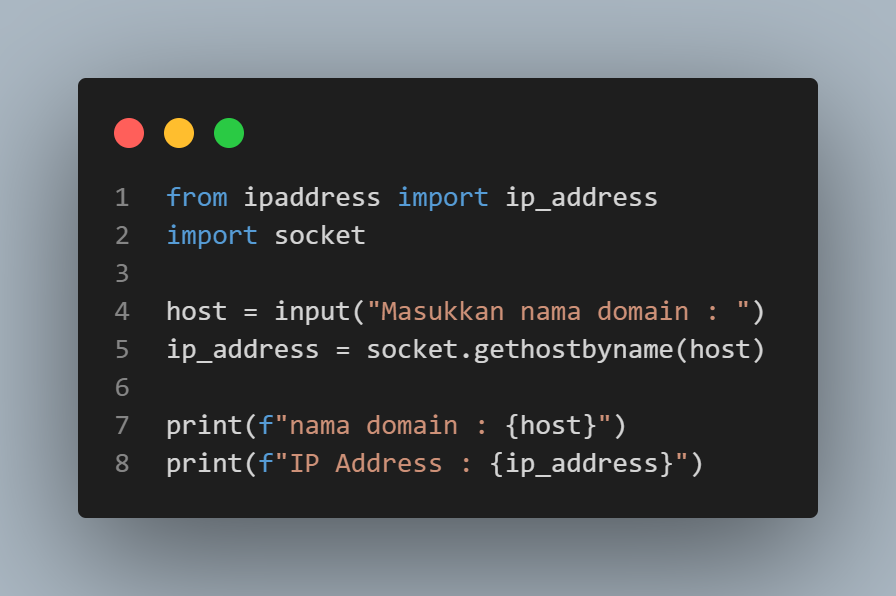 1 from ipaddress import ip_address
2 import socket
3
4 host = input("Masukkan nama domain : ")
5 ip_address = socket.gethostbyname(host)
6
7 print(f"nama domain : {host}")
8 print(f"IP Address : {ip_address}")